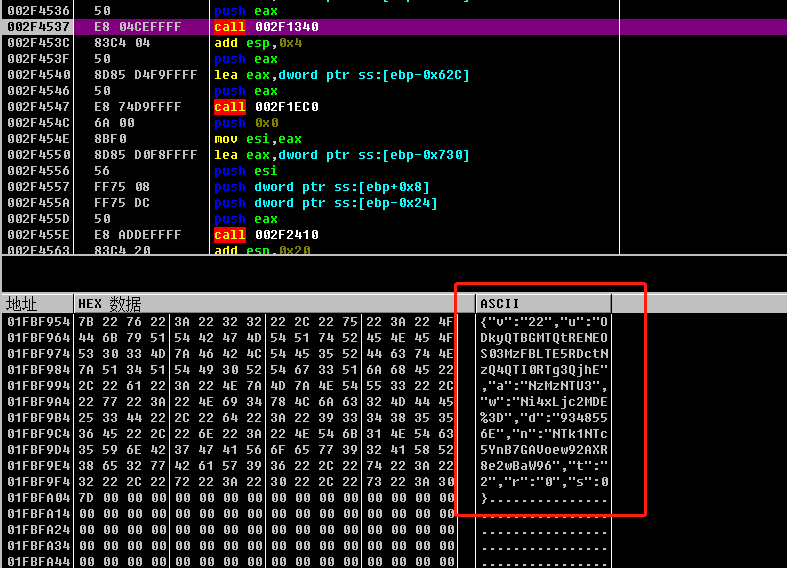 002F4536 50 push eax
002F4537 E8 04CEFFFF call 002F1340
002F453C 83C4 04 add esp,0x4
002F453F 50 push eax
002F4540 8D85 D4F9FFFF lea eax,dword ptr ss:[ebp-0x62C]
002F4546 50 push eax
002F4547 E8 74D9FFFF call 002F1EC0
002F454C 6A 00 push 0x0
002F454E 8BF0 mov esi,eax
002F4550 8D85 D0F8FFFF lea eax,dword ptr ss:[ebp-0x730]
002F4556 56 push esi
002F4557 FF75 08 push dword ptr ss:[ebp+0x8]
002F455A FF75 DC push dword ptr ss:[ebp-0x24]
002F455D 50 push eax
002F455E E8 ADDEFFFF call 002F2410
002F4563 83C4 20 add esp,0x20
地址 HEX 数据 ASCII
01FBF954 7B 22 76 22 3A 22 32 32 22 2C 22 75 22 3A 22 4F {"v":"22","u":"O
01FBF964 44 6B 79 51 54 42 47 4D 54 51 74 52 45 4E 45 4F DkyQTBGMTQtRENEO
01FBF974 53 30 33 4D 7A 46 42 4C 54 45 35 52 44 63 74 4E S03MzFBLTE5RDctN
01FBF984 7A 51 34 51 54 49 30 52 54 67 33 51 6A 68 45 22 zQ4QTI0RTg3QjhE"
01FBF994 2C 22 61 22 3A 22 4E 7A 4D 7A 4E 54 55 33 22 2C ,"a":"NzMzNTU3",
01FBF9A4 22 77 22 3A 22 4E 69 34 78 4C 6A 63 32 4D 44 45 "w":"Ni4xLjc2MDE
01FBF9B4 25 33 44 22 2C 22 64 22 3A 22 39 33 34 38 35 35 %3D","d":"934855
01FBF9C4 36 45 22 2C 22 6E 22 3A 22 4E 54 6B 31 4E 54 63 6E","n":"NTk1NTc
01FBF9D4 35 59 6E 42 37 47 41 56 6F 65 77 39 32 41 58 52 5YnB7GAVoew92AXR
01FBF9E4 38 65 32 77 42 61 57 39 36 22 2C 22 74 22 3A 22 8e2wBaW96","t":"
01FBF9F4 32 22 2C 22 72 22 3A 22 30 22 2C 22 73 22 3A 30 2","r":"0","s":0
01FBFA04 7D 00 00 00 00 00 00 00 00 00 00 00 00 00 00 00 }...............
01FBFA14 00 00 00 00 00 00 00 00 00 00 00 00 00 00 00 00 ................
01FBFA24 00 00 00 00 00 00 00 00 00 00 00 00 00 00 00 00 ................
01FBFA34 00 00 00 00 00 00 00 00 00 00 00 00 00 00 00 00 ................
01FBFA44 00 00 00 00 00 00 00 00 00 00 00 00 00 00 00 00 ................